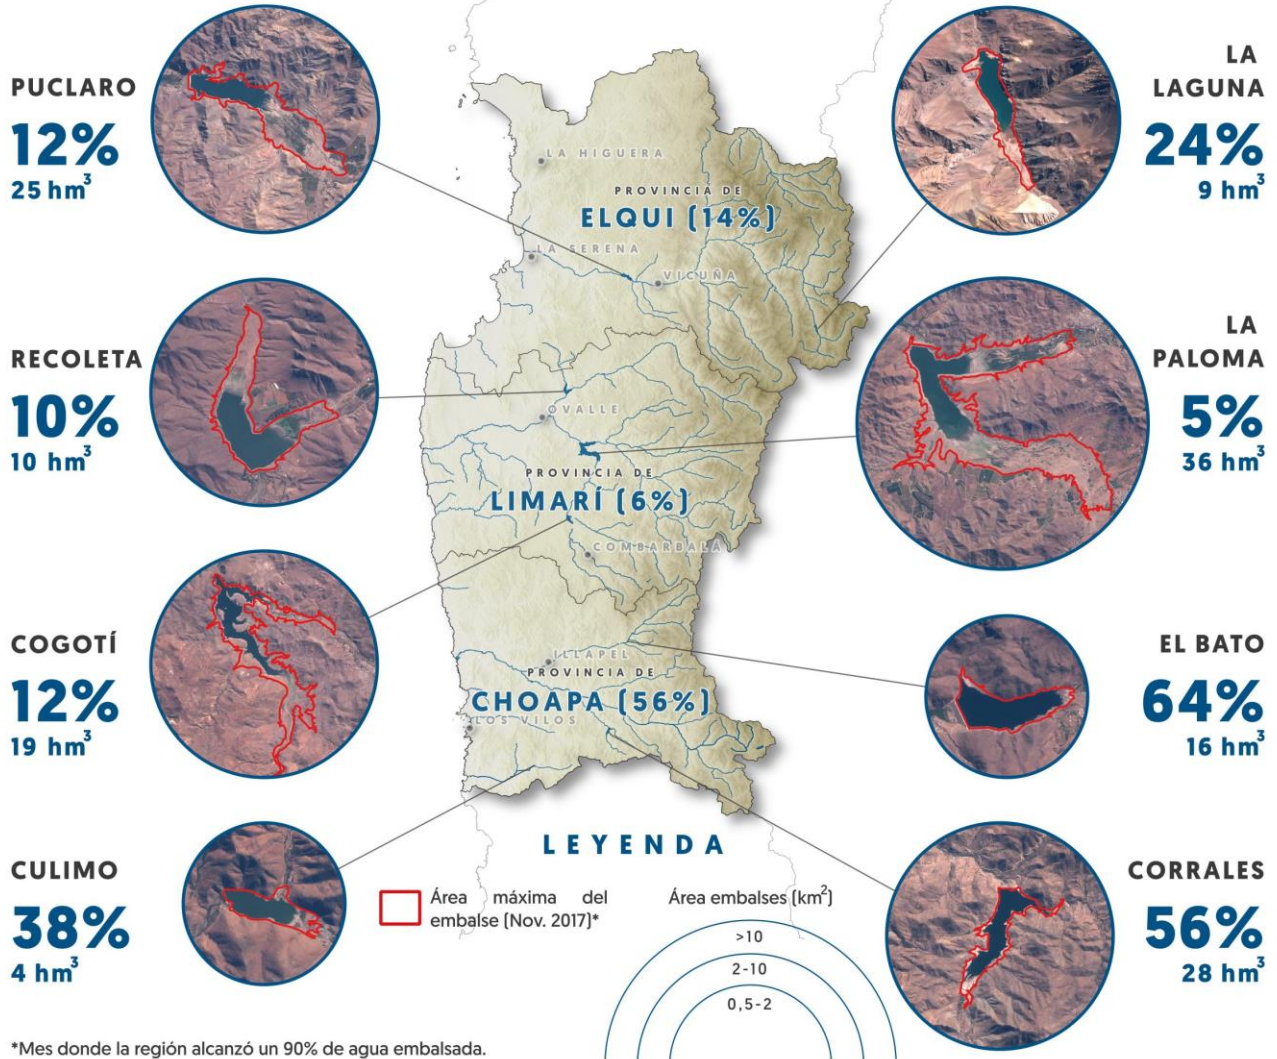 PUCLARO
12%
25 hm³
RECOLETA
10%
10 hm³
COGOTÍ
12%
19 hm³
CULIMO
38%
4 hm³
LA HIGUERA
PROVINCIA DE
ELQUI (14%)
LA SERENA
VICUÑA
OVALLE
PROVINCIA DE
LIMARÍ (6%)
COMBARBALÁ
ILLAPEL
PROVINCIA DE
CHOAPA (56%)
LOS VILOS
LA
LAGUNA
24%
9 hm³
LA
PALOMA
5%
36 hm³
EL BATO
64%
16 hm³
CORRALES
56%
28 hm³
LEYENDA
Área máxima del
embalse (Nov. 2017)*
Área embalses (km²)
>10
2-10
0,5-2
*Mes donde la región alcanzó un 90% de agua embalsada.